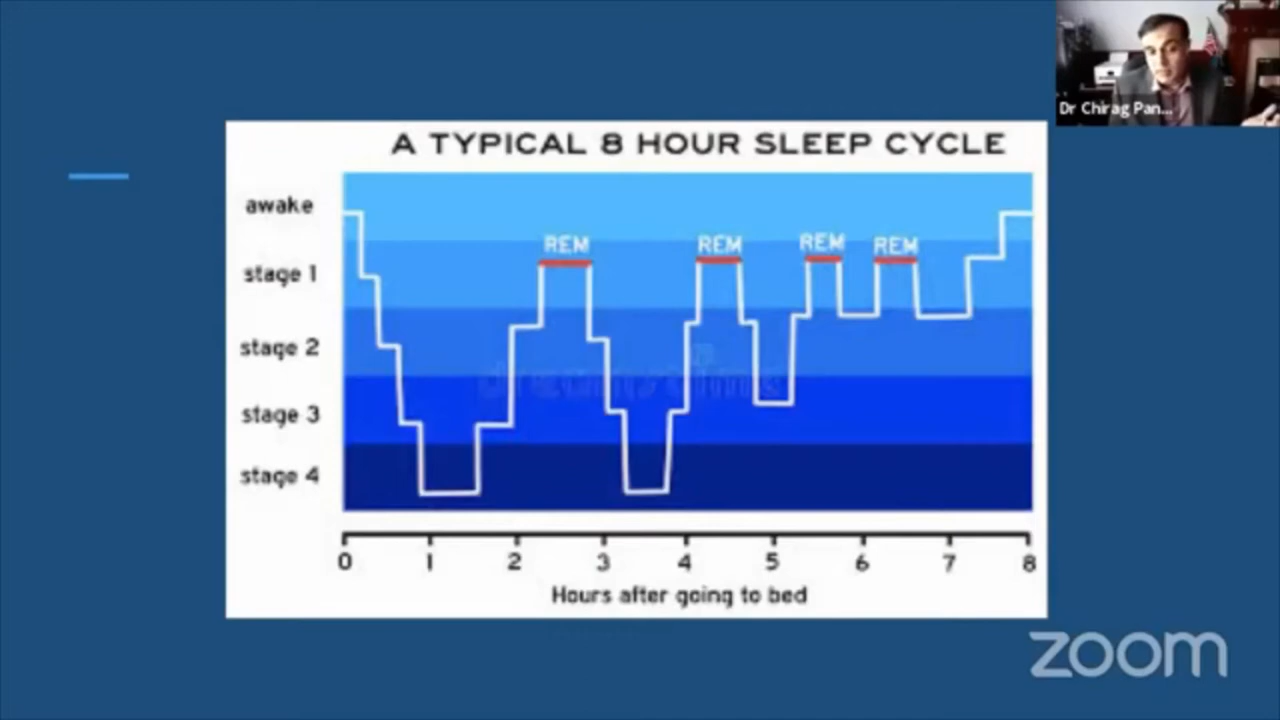 Dr Chirag Pan...
A TYPICAL 8 HOUR SLEEP CYCLE
awake
stage 1
stage 2
stage 3
stage 4
REM
REM
REM
REM
dreamstime
0 1 2 3 4 5 6 7 8
Hours after going to bed
zoom